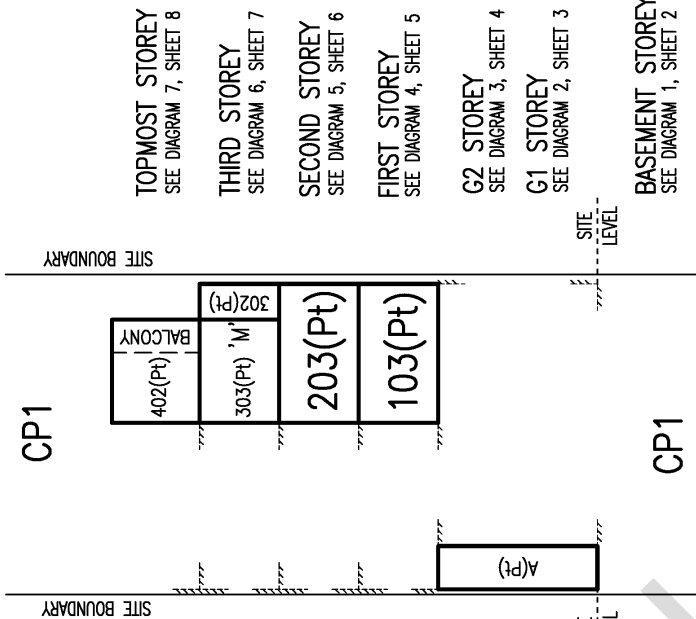 TOPMOST STOREY
SEE DIAGRAM 7, SHEET 8
THIRD STOREY
SEE DIAGRAM 6, SHEET 7
SECOND STOREY
SEE DIAGRAM 5, SHEET 6
FIRST STOREY
SEE DIAGRAM 4, SHEET 5
G2 STOREY
SEE DIAGRAM 3, SHEET 4
G1 STOREY
SEE DIAGRAM 2, SHEET 3
BASEMENT STOREY
SEE DIAGRAM 1, SHEET 2
SITE
LEVEL
SITE BOUNDARY
CP1
402(Pt)
BALCONY
303(Pt) 'M'
302(Pt)
203(Pt)
103(Pt)
CP1
A(Pt)
SITE BOUNDARY